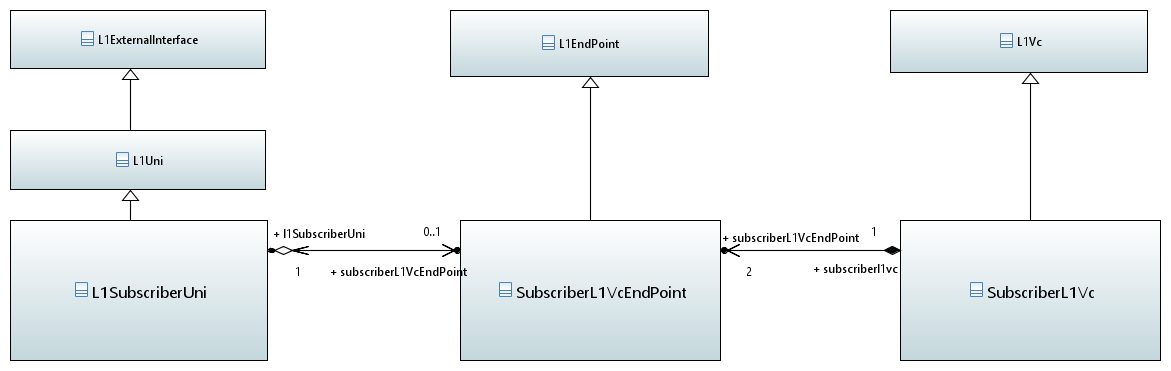 L1ExternalInterface
L1EndPoint
L1Vc
L1Uni
+ l1SubscriberUni
0..1
1
+ subscriberL1VcEndPoint
+ subscriberL1VcEndPoint
1
2
+ subscriberl1vc
L1SubscriberUni
SubscriberL1VcEndPoint
SubscriberL1Vc